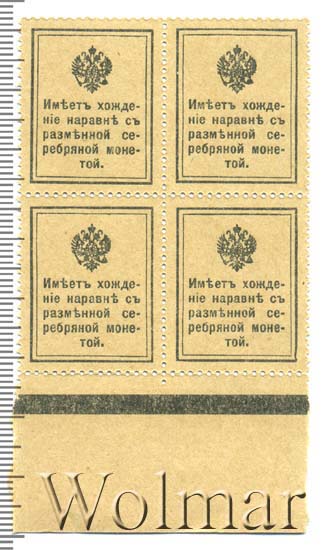 Имѣетъ хожде-
ніе наравнѣ съ
размѣнной се-
ребряной моне-
той.
Имѣетъ хожде-
ніе наравнѣ съ
размѣнной се-
ребряной моне-
той.
Имѣетъ хожде-
ніе наравнѣ съ
размѣнной се-
ребряной моне-
той.
Имѣетъ хожде-
ніе наравнѣ съ
размѣнной се-
ребряной моне-
той.
Wolmar